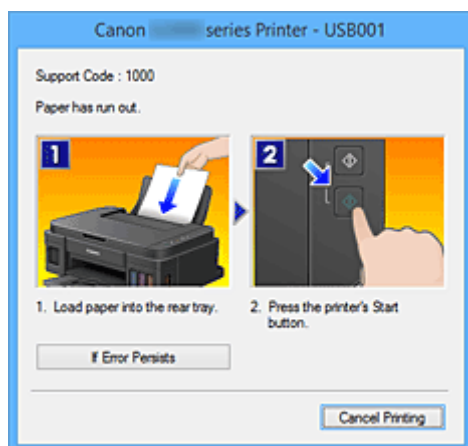 Canon series Printer - USB001
Support Code : 1000
Paper has run out.
1
2
1. Load paper into the rear tray.
2. Press the printer's Start
button.
If Error Persists
Cancel Printing